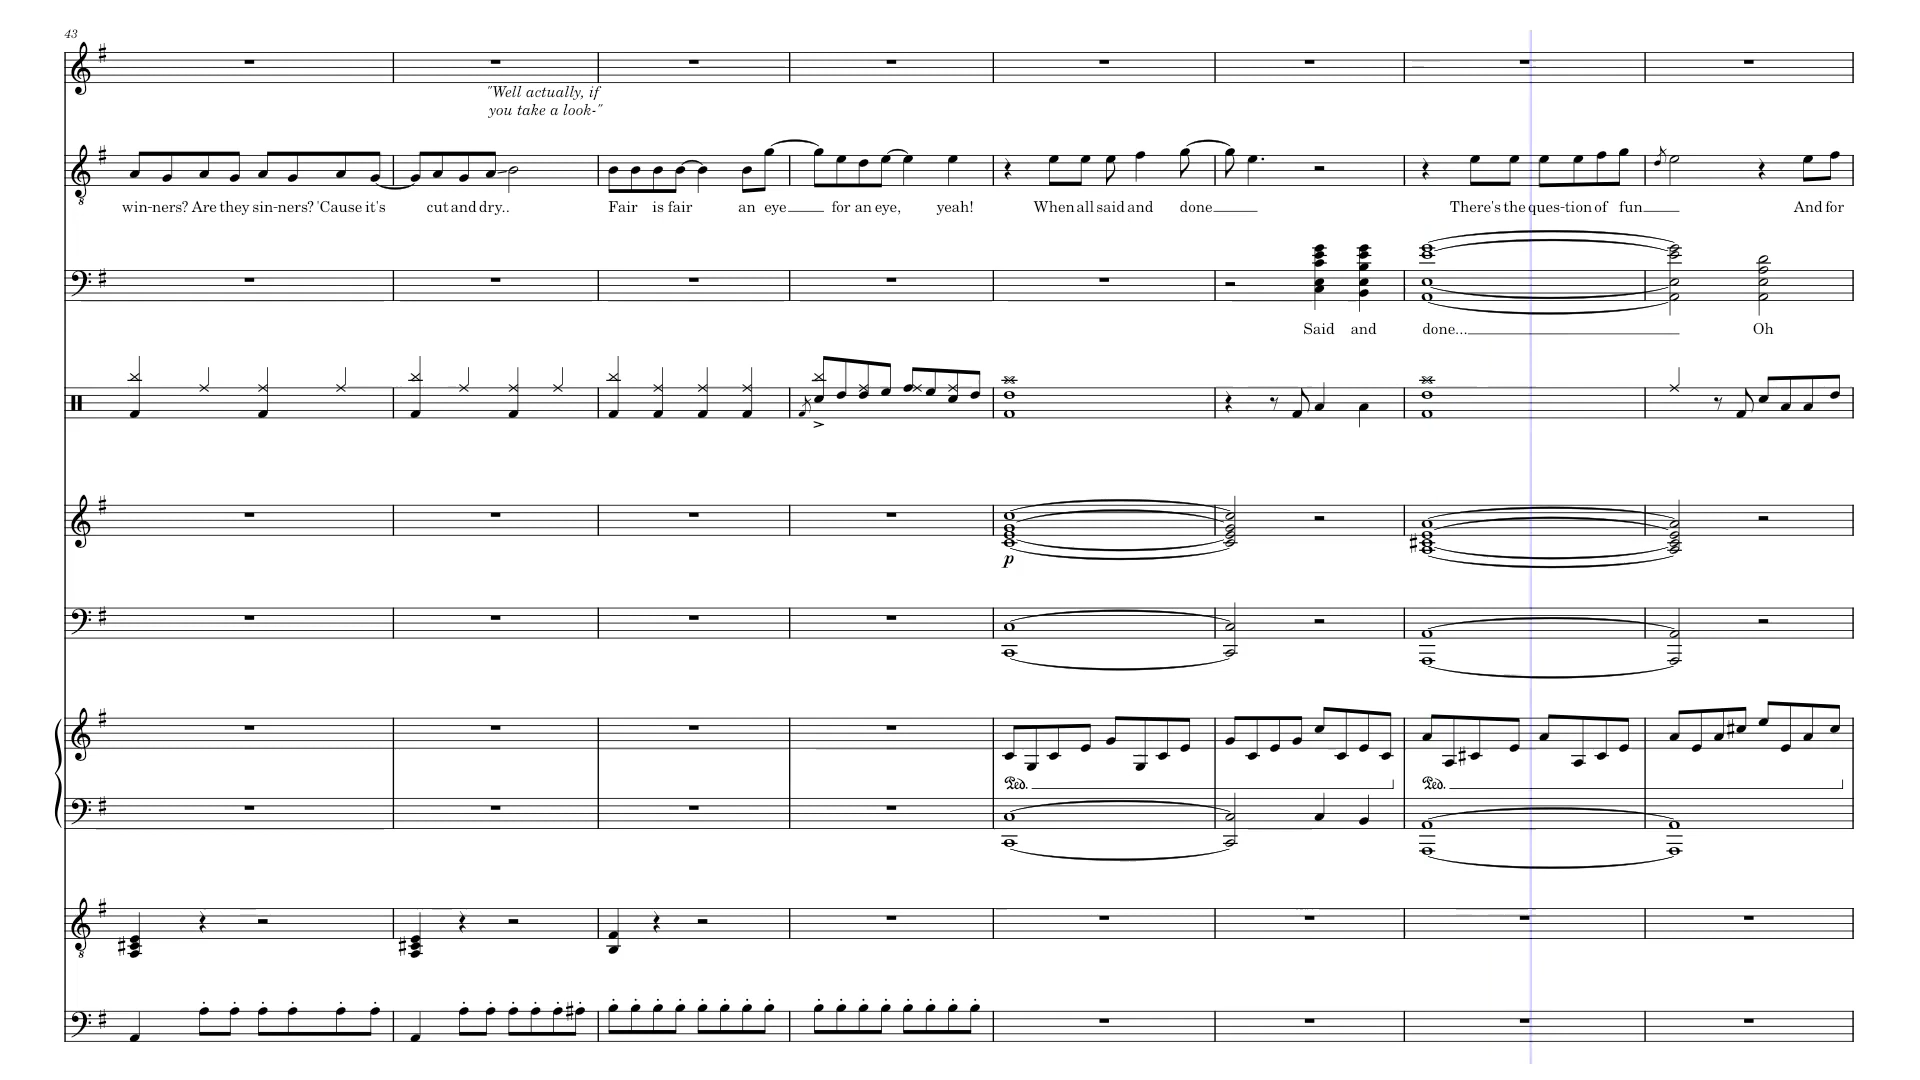 43
"Well actually, if
you take a look-"
win-ners? Are they sin-ners? 'Cause it's cut and dry.. Fair is fair an eye for an eye, yeah! When all said and done There's the ques-tion of fun And for
Said and done... Oh
p
Ped. Ped.